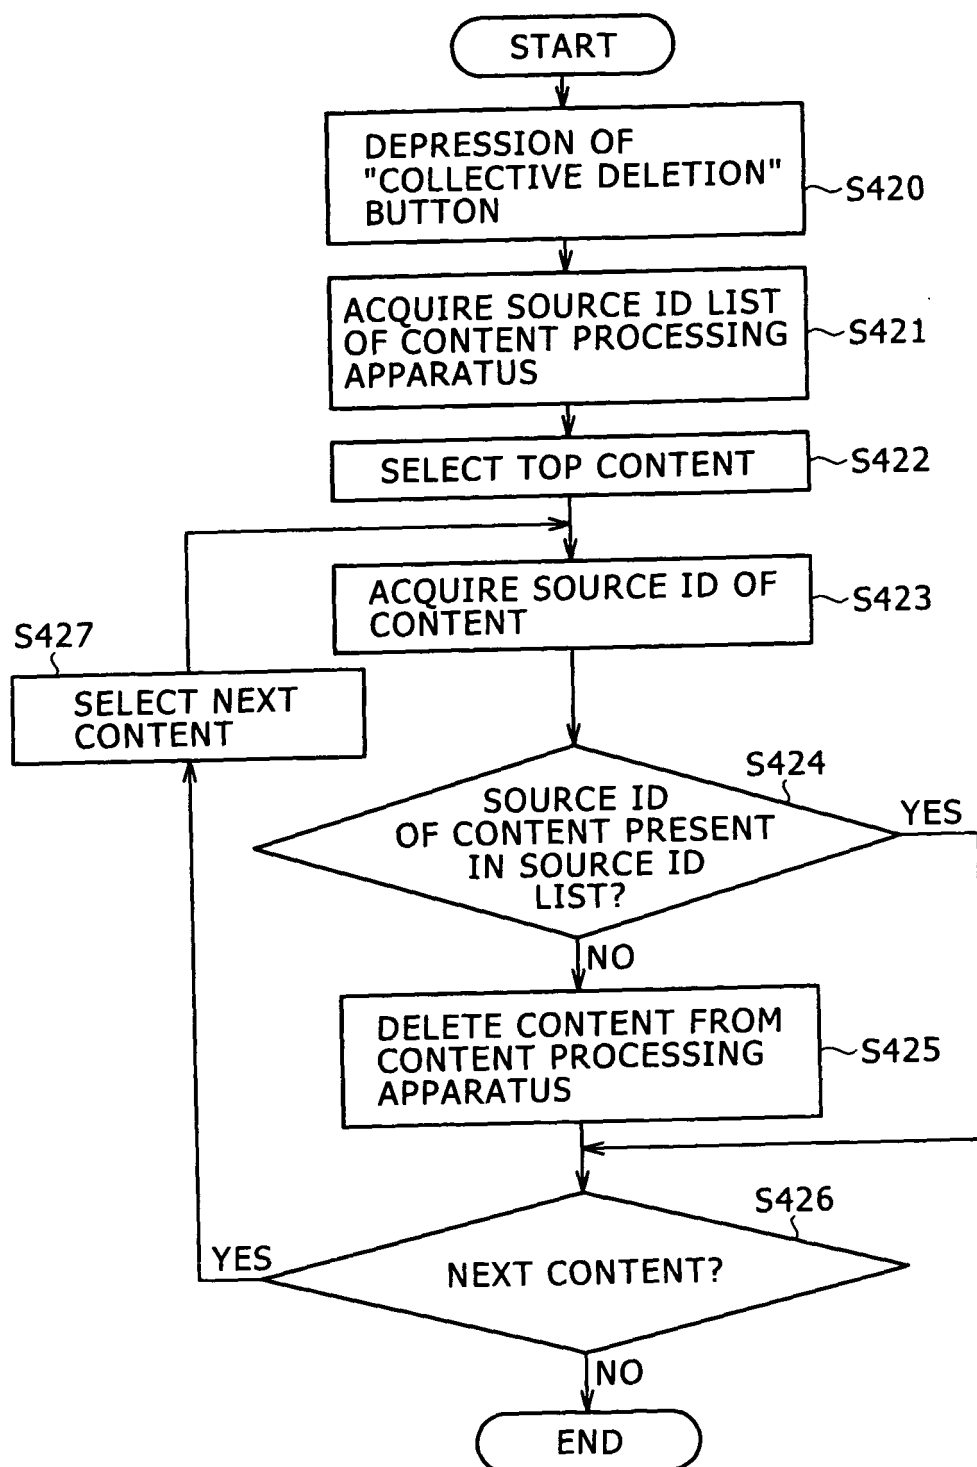 START
DEPRESSION OF
"COLLECTIVE DELETION"
BUTTON
S420
ACQUIRE SOURCE ID LIST
OF CONTENT PROCESSING
APPARATUS
S421
SELECT TOP CONTENT
S422
ACQUIRE SOURCE ID OF
CONTENT
S423
S427
SELECT NEXT
CONTENT
S424
SOURCE ID
OF CONTENT PRESENT
IN SOURCE ID
LIST?
YES
NO
DELETE CONTENT FROM
CONTENT PROCESSING
APPARATUS
S425
S426
YES
NEXT CONTENT?
NO
END